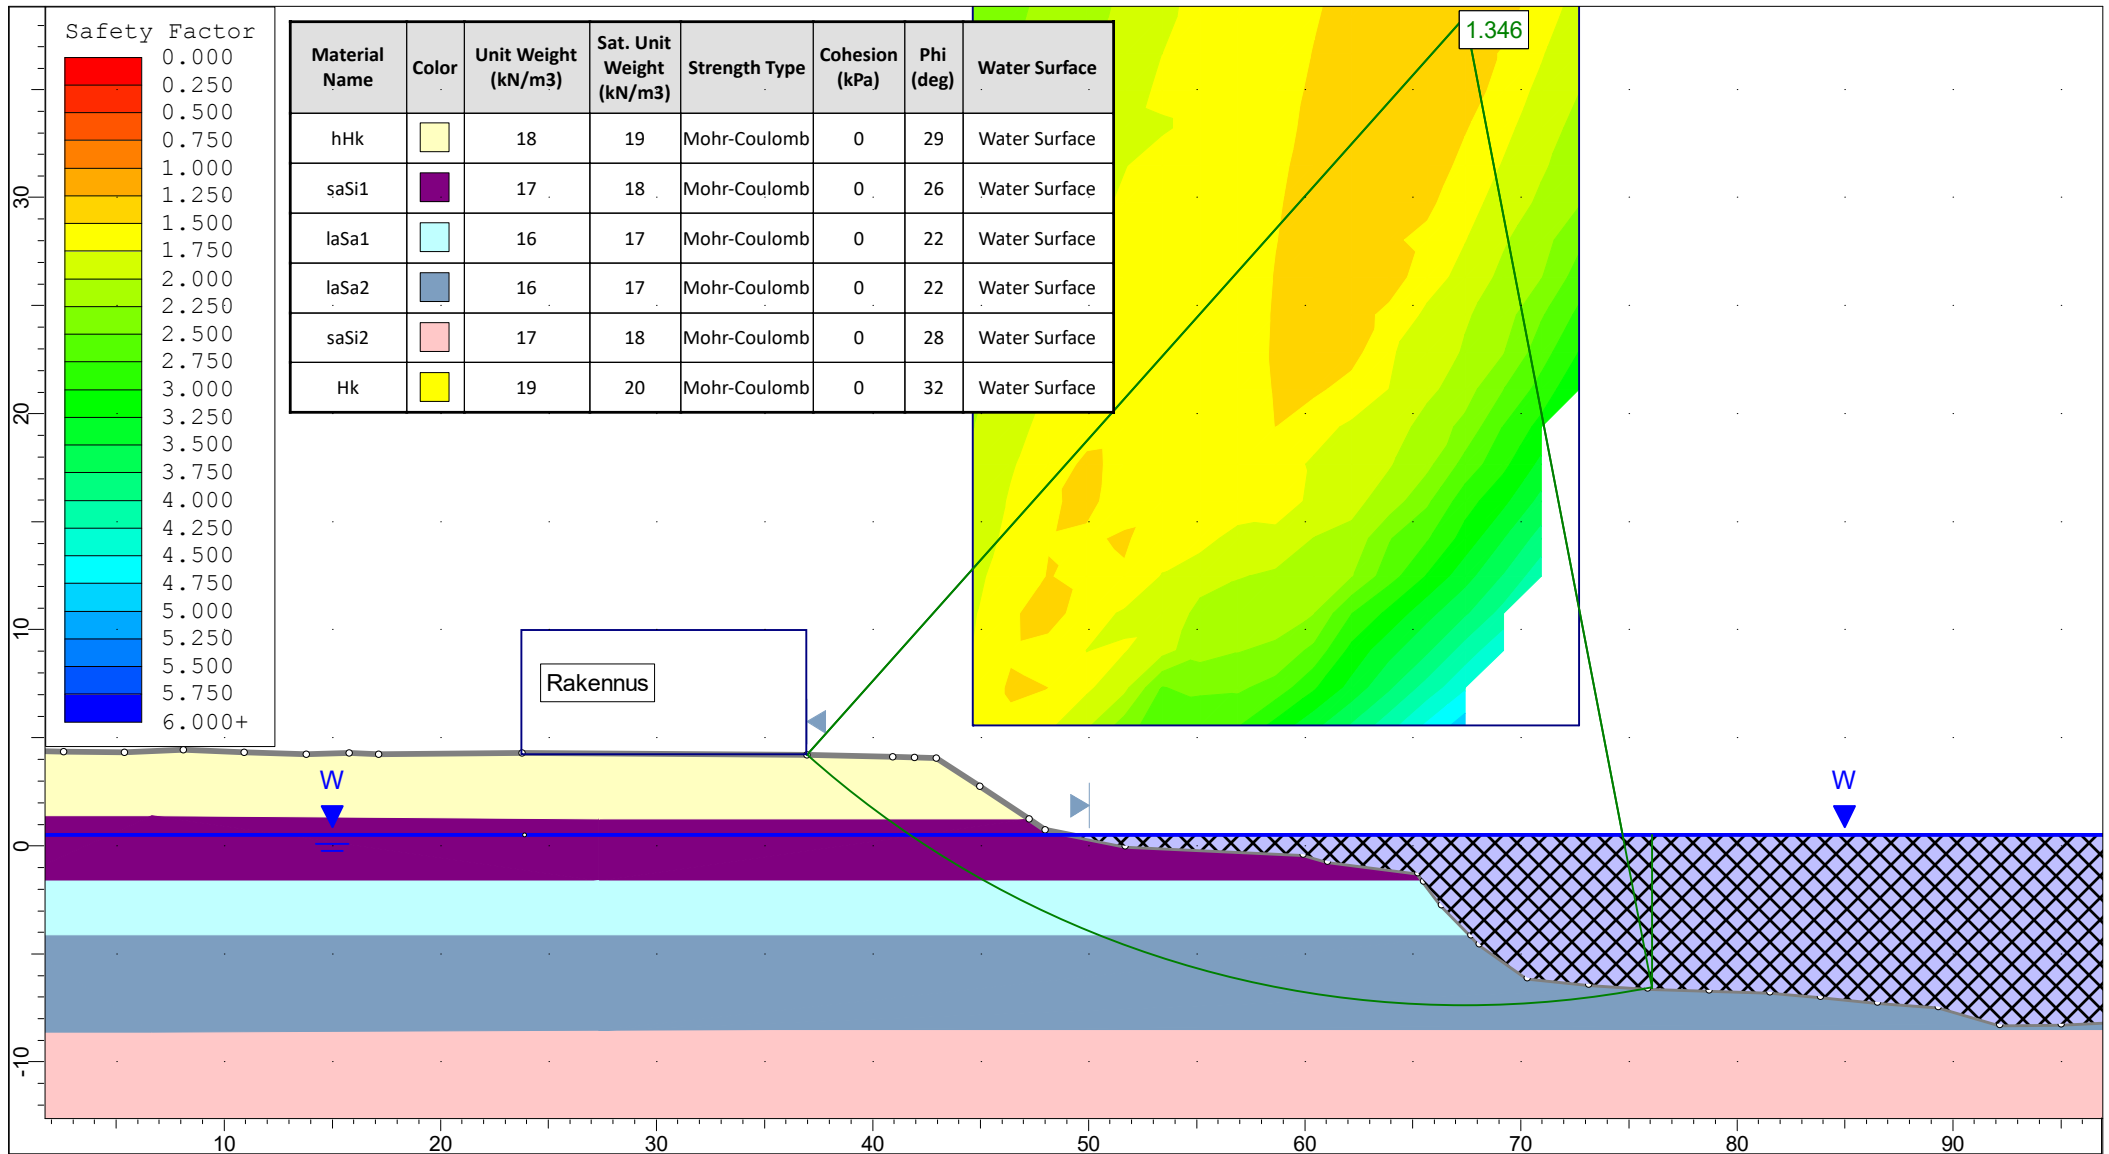 Safety Factor
0.000
0.250
0.500
0.750
1.000
1.250
1.500
1.750
2.000
2.250
2.500
2.750
3.000
3.250
3.500
3.750
4.000
4.250
4.500
4.750
5.000
5.250
5.500
5.750
6.000+
Material Name Color Unit Weight (kN/m3) Sat. Unit Weight (kN/m3) Strength Type Cohesion (kPa) Phi (deg) Water Surface
hHk 18 19 Mohr-Coulomb 0 29 Water Surface
saSi1 17 18 Mohr-Coulomb 0 26 Water Surface
laSa1 16 17 Mohr-Coulomb 0 22 Water Surface
laSa2 16 17 Mohr-Coulomb 0 22 Water Surface
saSi2 17 18 Mohr-Coulomb 0 28 Water Surface
Hk 19 20 Mohr-Coulomb 0 32 Water Surface
1.346
Rakennus
W
W
30
20
10
0
-10
10 20 30 40 50 60 70 80 90